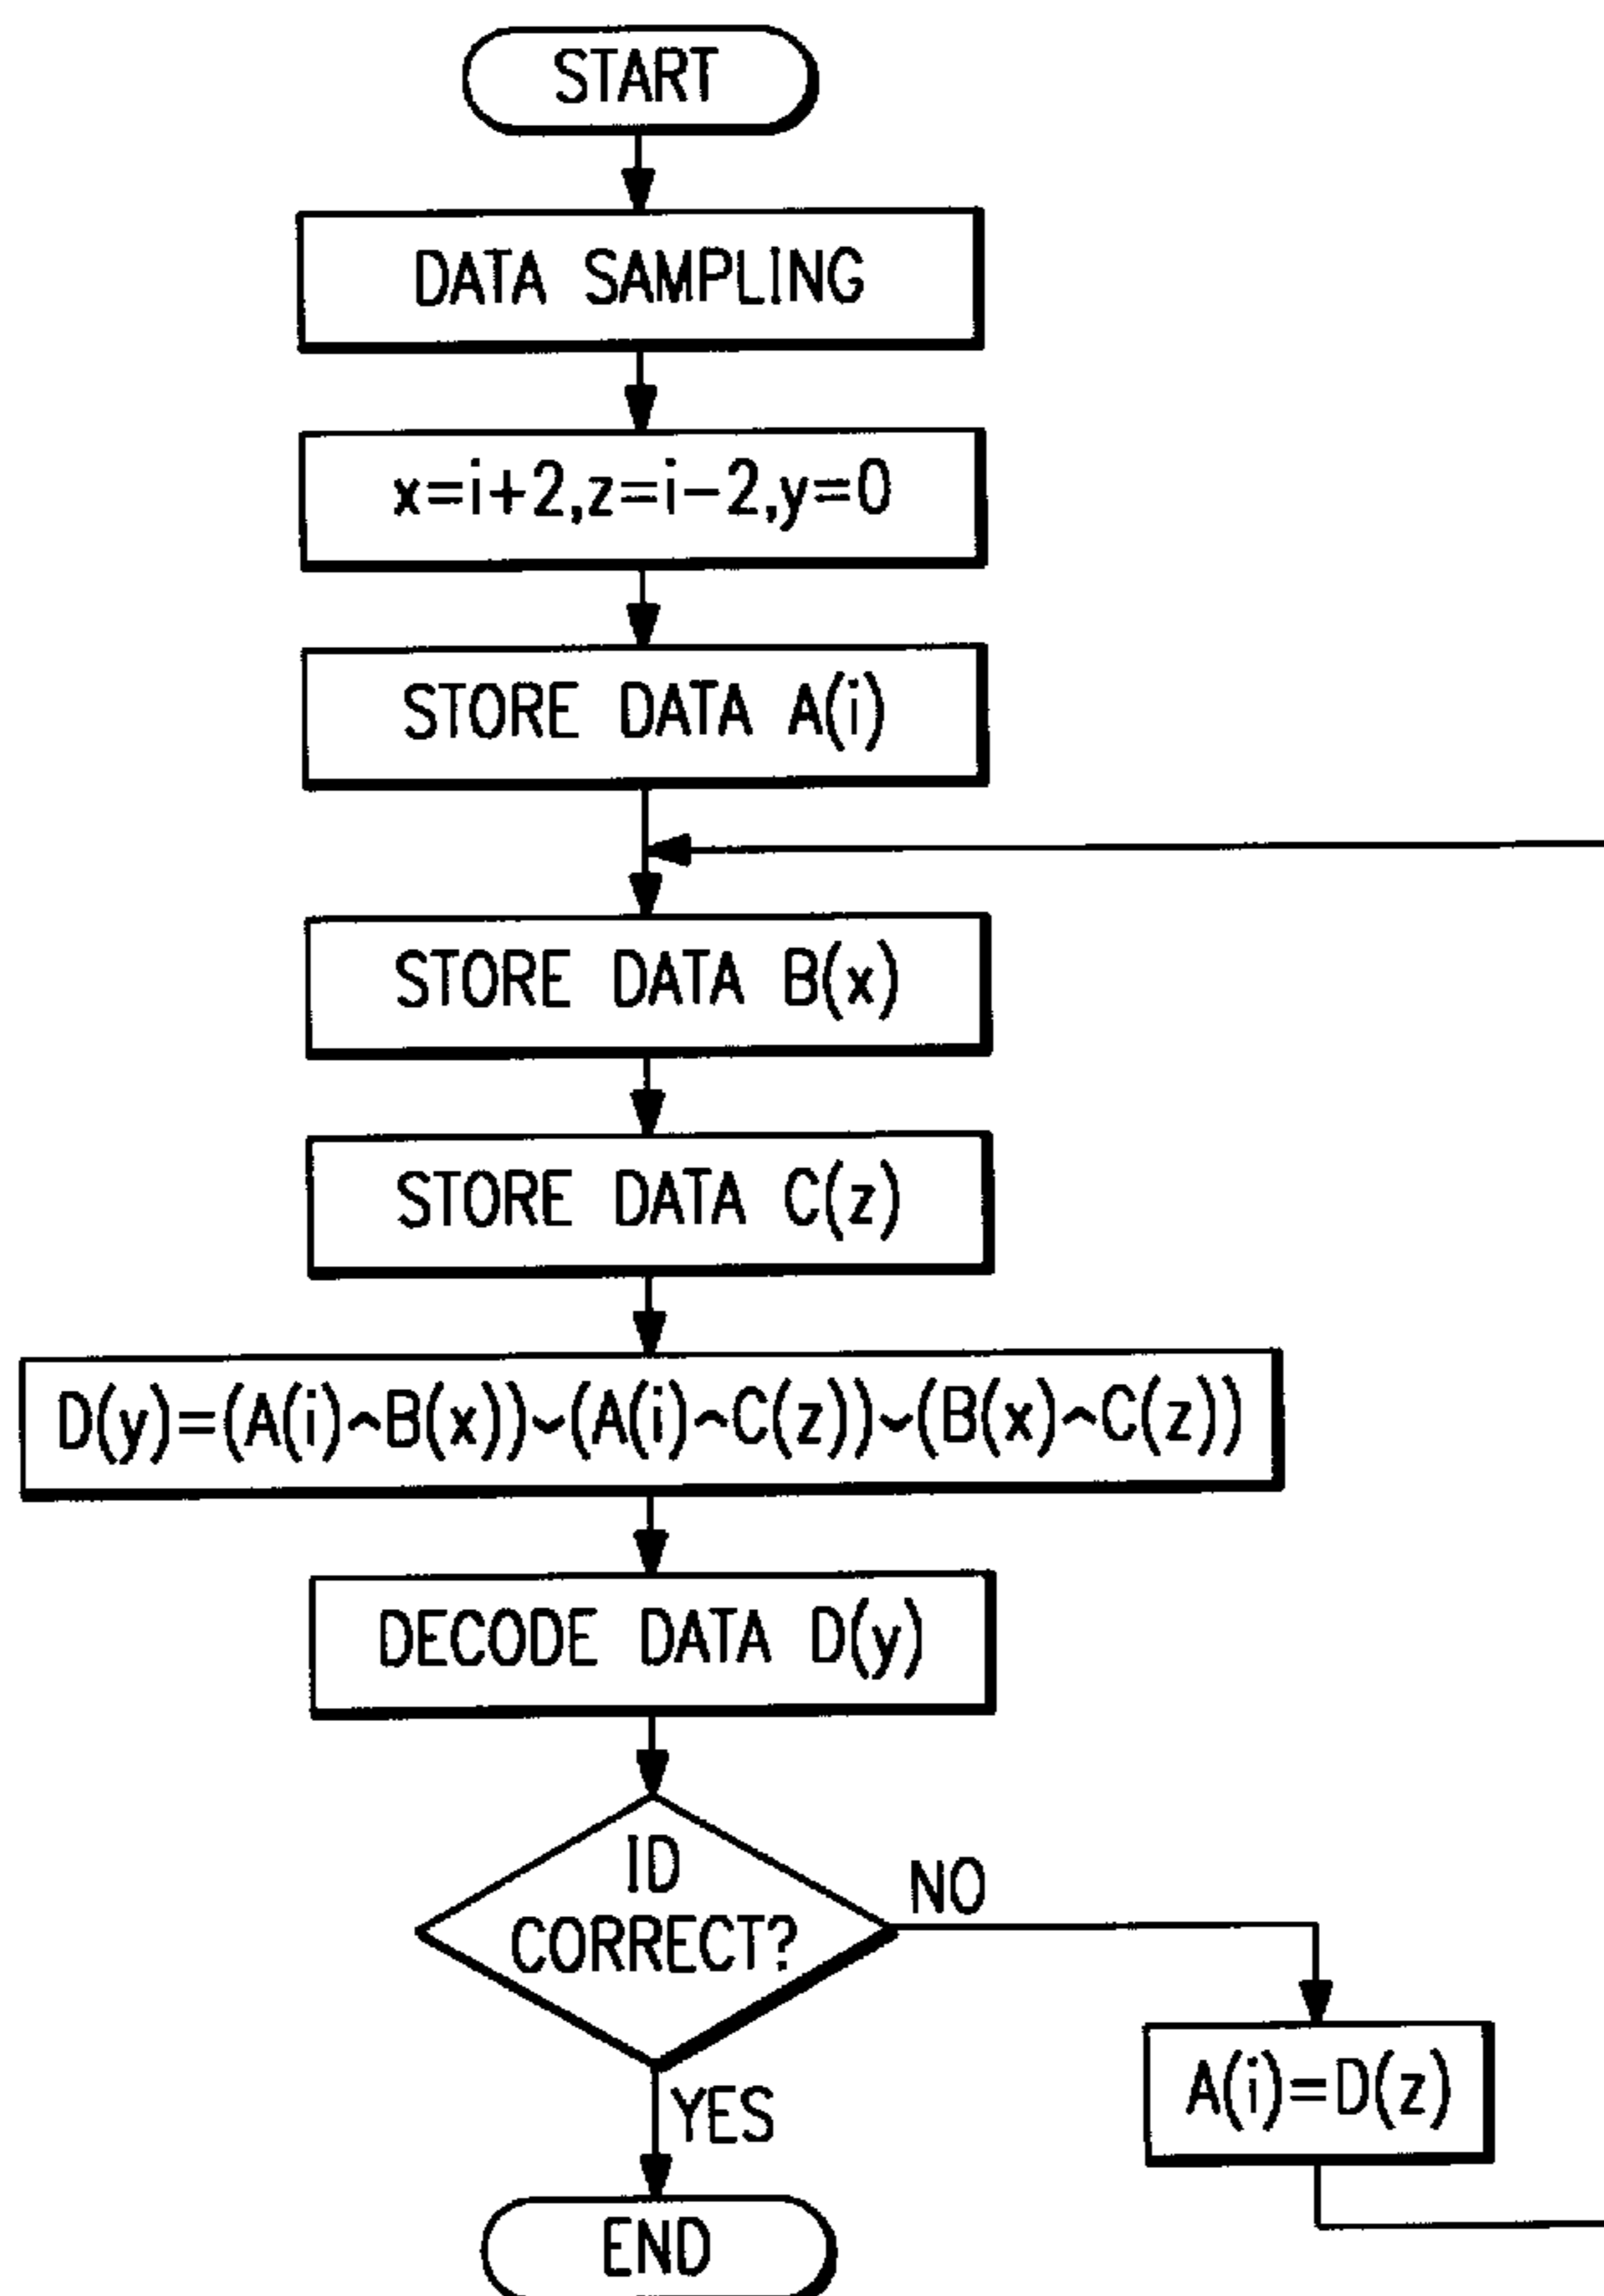 START
DATA SAMPLING
x=i+2,z=i-2,y=0
STORE DATA A(i)
STORE DATA B(x)
STORE DATA C(z)
D(y)=(A(i)^B(x))⌣(A(i)^C(z))⌣(B(x)^C(z))
DECODE DATA D(y)
ID
CORRECT?
NO
A(i)=D(z)
YES
END